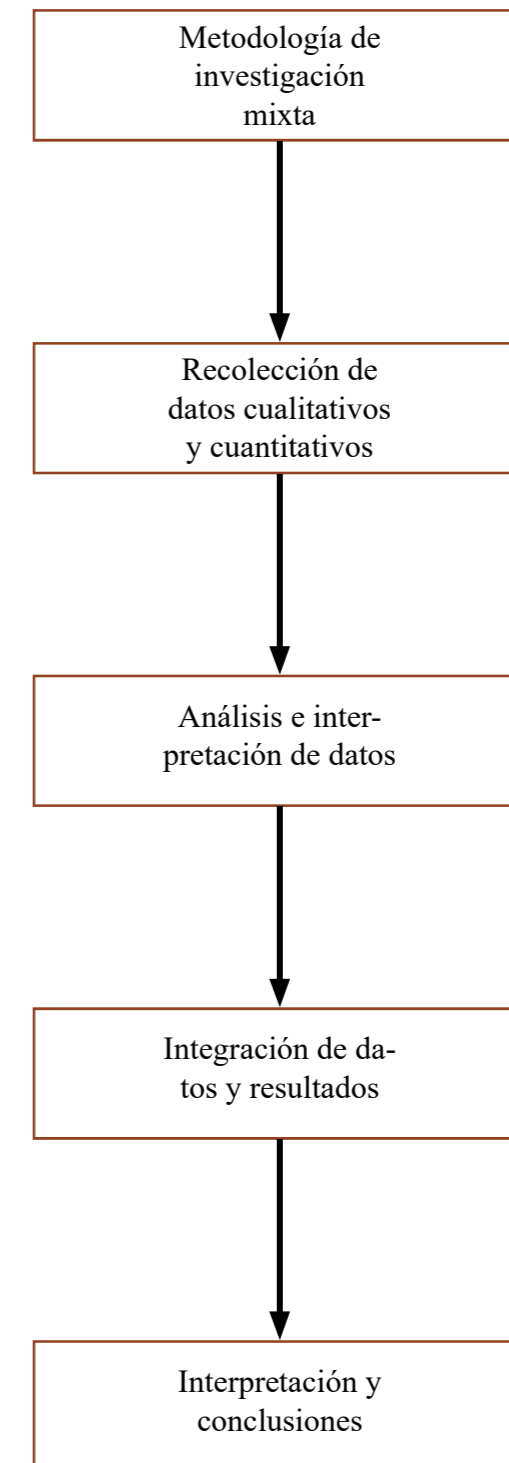 Metodología de
investigación
mixta
Recolección de
datos cualitativos
y cuantitativos
Análisis e inter-
pretación de datos
Integración de da-
tos y resultados
Interpretación y
conclusiones